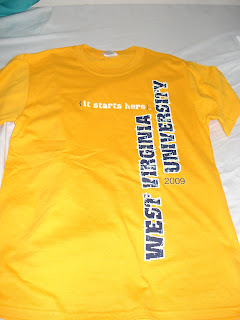 {it starts here}
WEST VIRGINIA
UNIVERSITY
2009